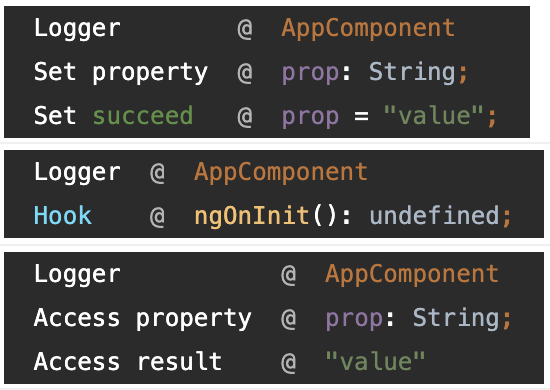 Logger @ AppComponent
Set property @ prop: String;
Set succeed @ prop = "value";
Logger @ AppComponent
Hook @ ngOnInit(): undefined;
Logger @ AppComponent
Access property @ prop: String;
Access result @ "value"